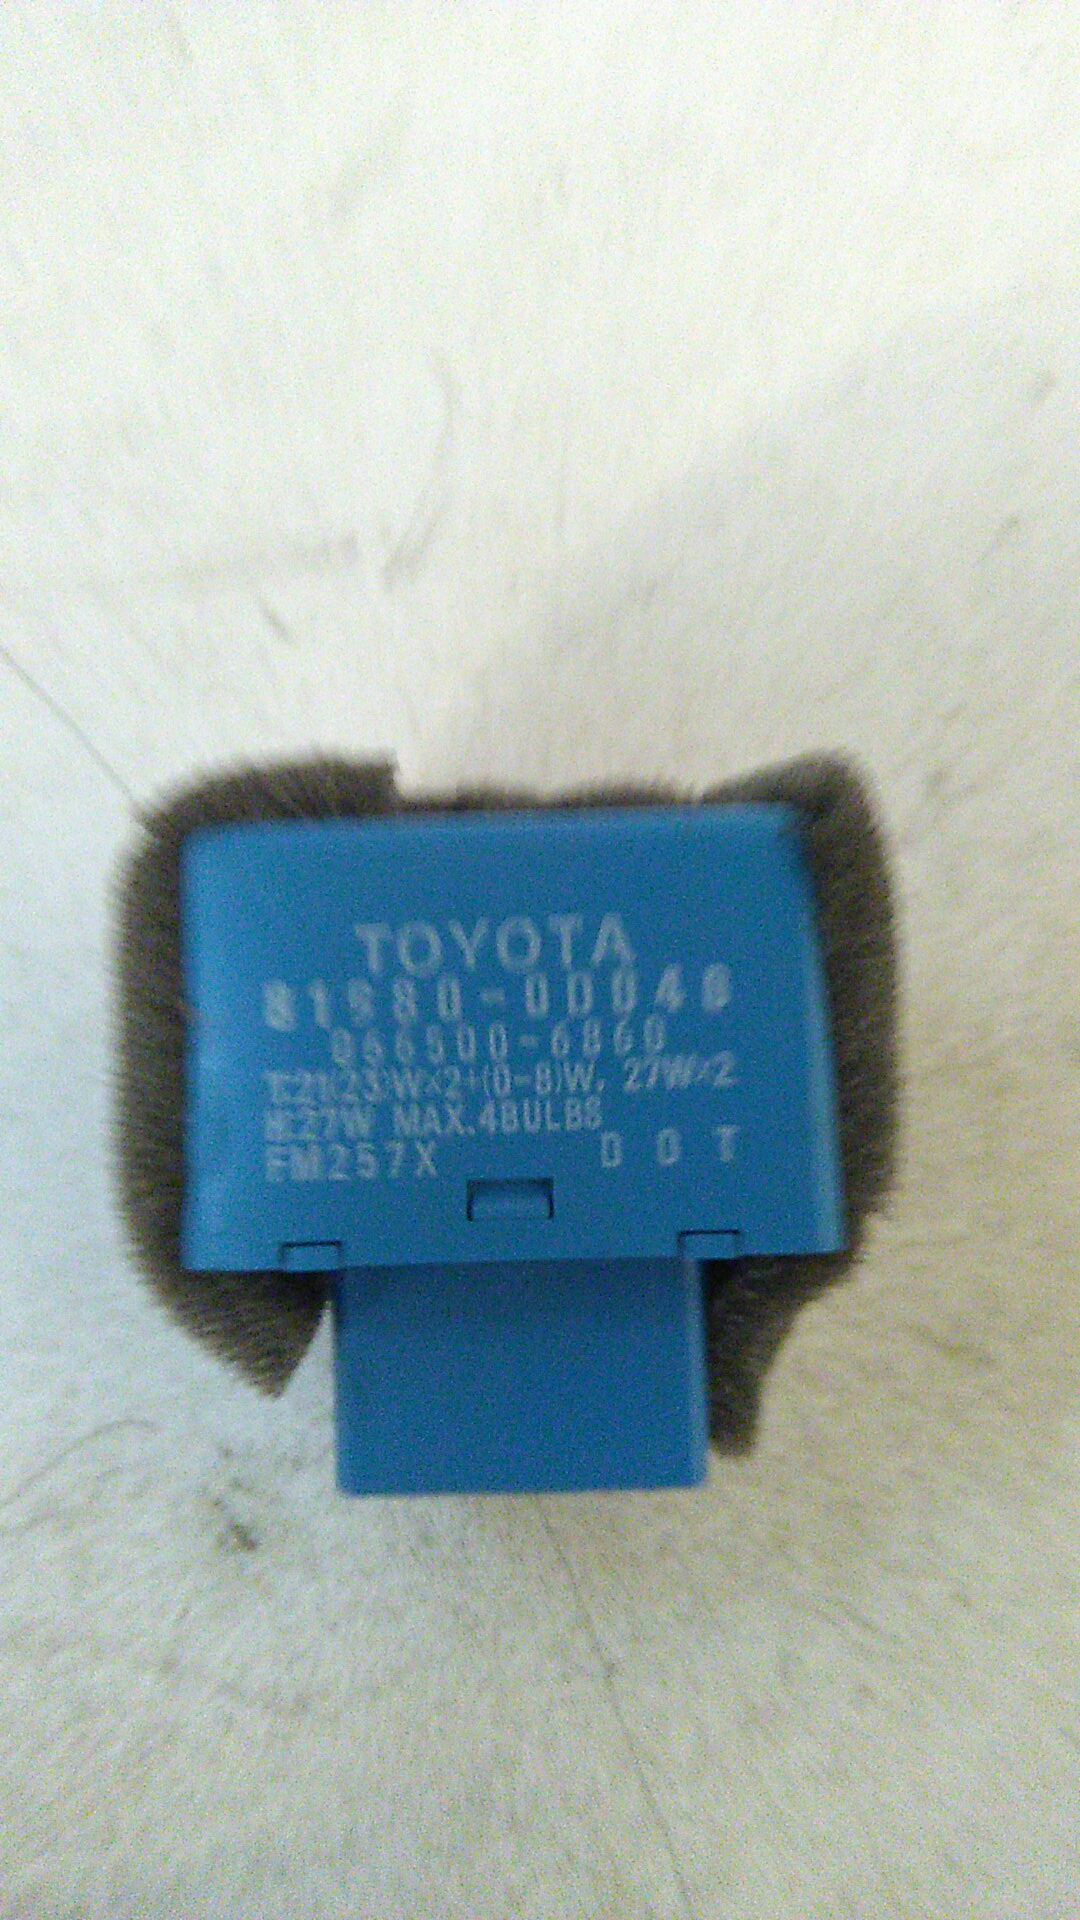 TOYOTA
81980-0D040
066500-6860
T:21(23)W×2+(0-8)W, 27W×2
H:27W MAX.4BULBS
FM257X DOT